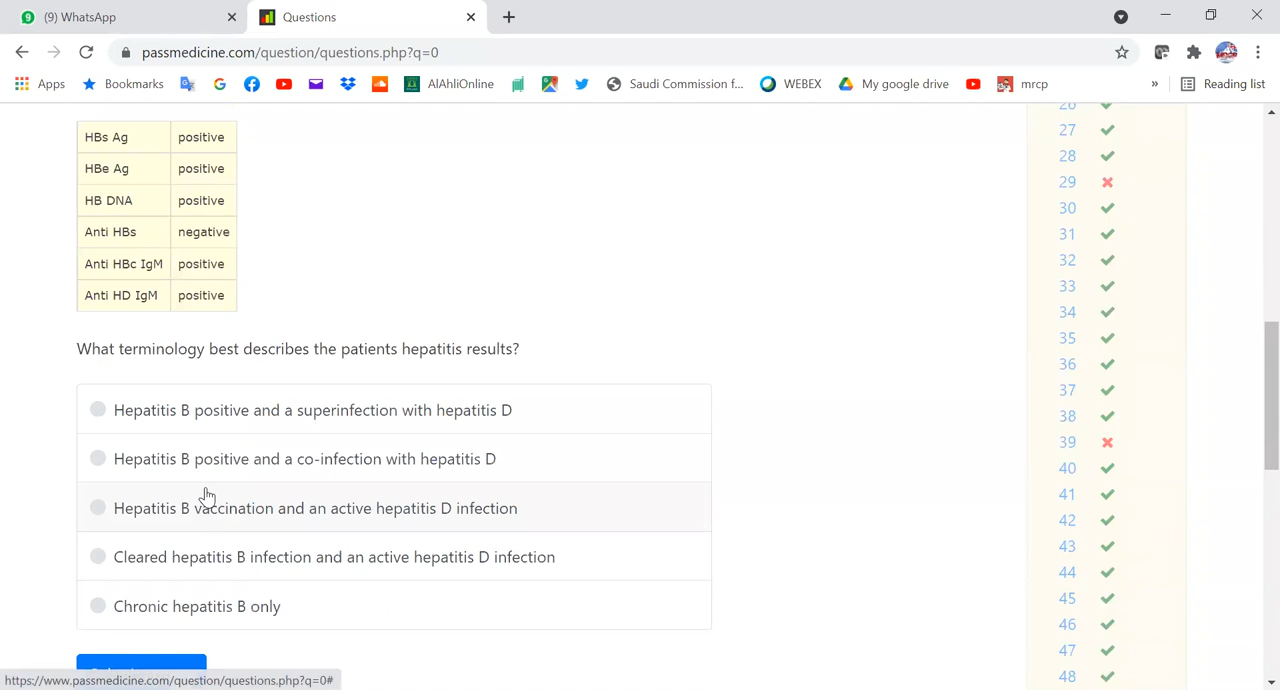 (9) WhatsApp
Questions
passmedicine.com/question/questions.php?q=0
Apps Bookmarks AlAhliOnline Saudi Commission f... WEBEX My google drive mrcp » Reading list
HBs Ag positive
HBe Ag positive
HB DNA positive
Anti HBs negative
Anti HBc IgM positive
Anti HD IgM positive
What terminology best describes the patients hepatitis results?
Hepatitis B positive and a superinfection with hepatitis D
Hepatitis B positive and a co-infection with hepatitis D
Hepatitis B vaccination and an active hepatitis D infection
Cleared hepatitis B infection and an active hepatitis D infection
Chronic hepatitis B only
https://www.passmedicine.com/question/questions.php?q=0#
26
27
28
29
30
31
32
33
34
35
36
37
38
39
40
41
42
43
44
45
46
47
48